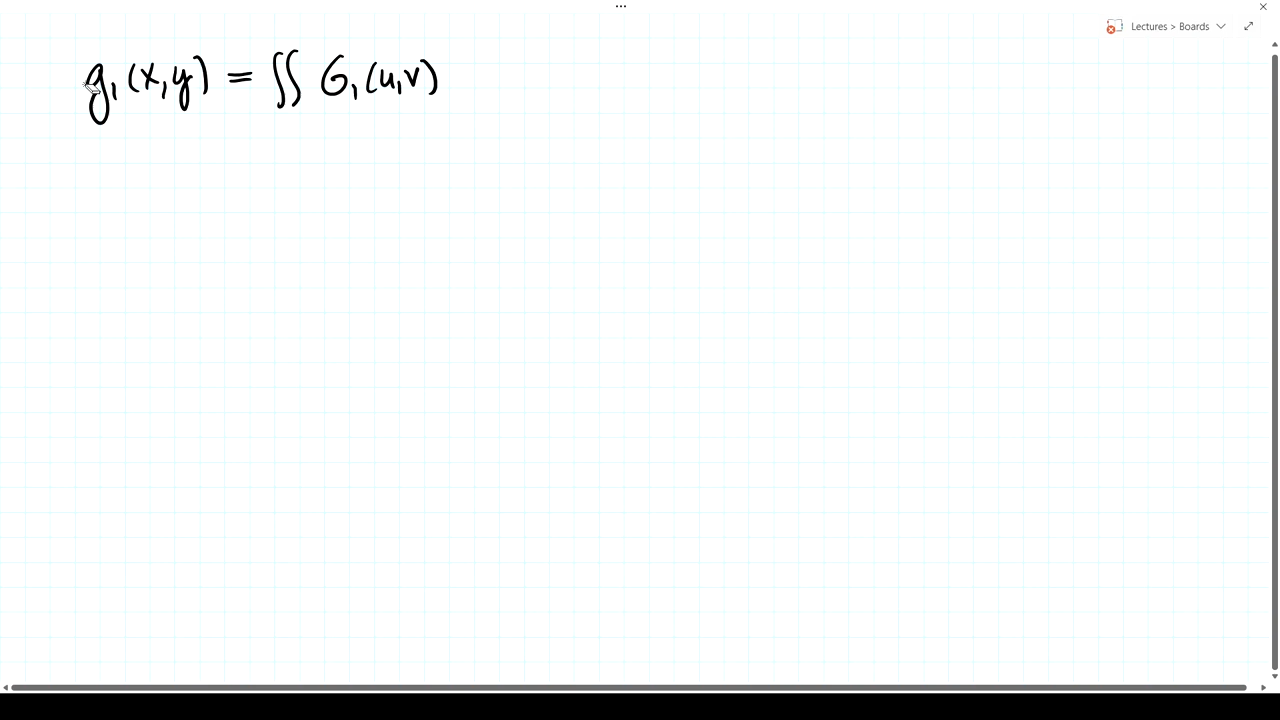 Lectures > Boards
g₁(x,y) = ∬ G₁(u,v)